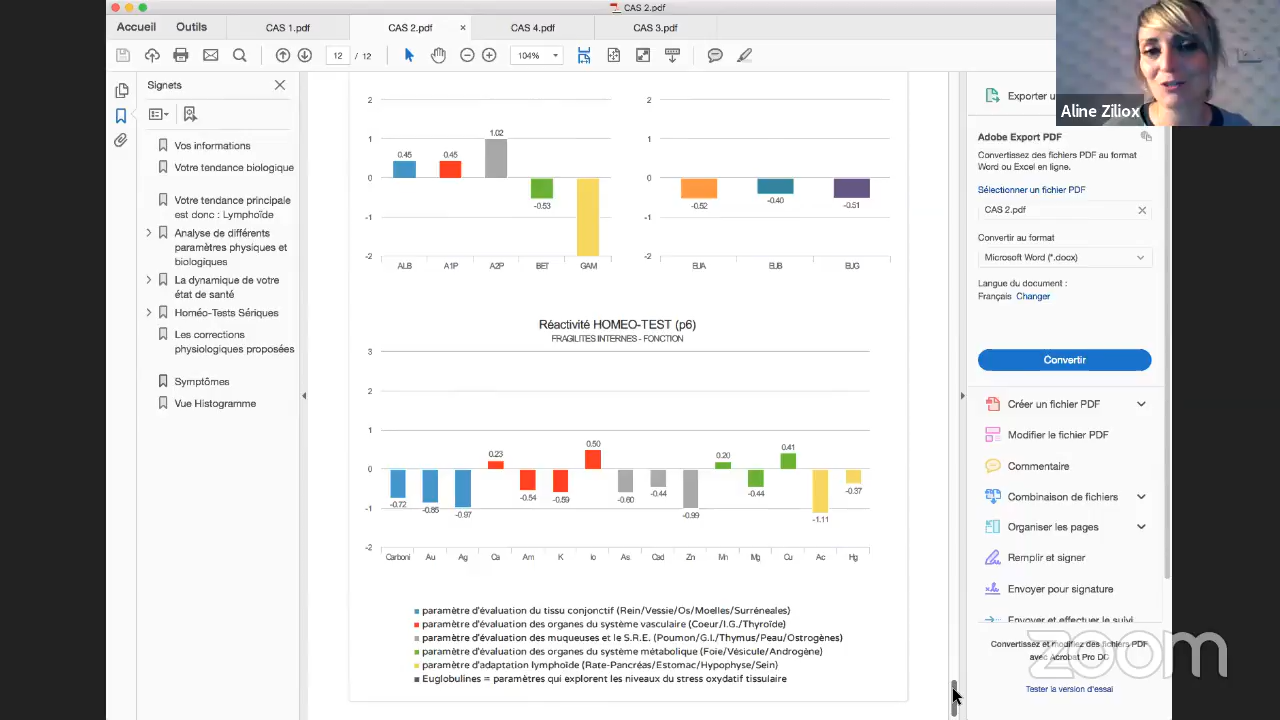 CAS 2.pdf
Accueil Outils CAS 1.pdf CAS 2.pdf × CAS 4.pdf CAS 3.pdf
12 / 12 104%
Aline Ziliox
Signets
Vos informations
Votre tendance biologique
Votre tendance principale
est donc : Lymphoïde
Analyse de différents
paramètres physiques et
biologiques
La dynamique de votre
état de santé
Homéo-Tests Sériques
Les corrections
physiologiques proposées
Symptômes
Vue Histogramme
2
1
0
-1
-2
0.45 0.45 1.02 -0.53
ALB A1P A2P BET GAM
2
1
0
-1
-2
-0.52 -0.40 -0.51
EUA EUB EUG
Réactivité HOMEO-TEST (p6)
FRAGILITES INTERNES - FONCTION
3
2
1
0
-1
-2
-0.72 -0.85 -0.97 0.23 -0.54 -0.59 0.50 -0.60 -0.44 -0.99 0.20 -0.44 0.41 -1.11 -0.37
Carboni Au Ag Ca Am K Io As Cad Zn Mn Mg Cu Ac Hg
paramètre d'évaluation du tissu conjonctif (Rein/Vessie/Os/Moelles/Surréneales)
paramètre d'évaluation des organes du système vasculaire (Coeur/I.G./Thyroïde)
paramètre d'évaluation des muqueuses et le S.R.E. (Poumon/G.I./Thymus/Peau/Ostrogènes)
paramètre d'évaluation des organes du système métabolique (Foie/Vésicule/Androgène)
paramètre d'adaptation lymphoïde (Rate-Pancréas/Estomac/Hypophyse/Sein)
Euglobulines = paramètres qui explorent les niveaux du stress oxydatif tissulaire
Exporter u
Adobe Export PDF
Convertissez des fichiers PDF au format
Word ou Excel en ligne.
Sélectionner un fichier PDF
CAS 2.pdf
Convertir au format
Microsoft Word (*.docx)
Langue du document :
Français Changer
Convertir
Créer un fichier PDF
Modifier le fichier PDF
Commentaire
Combinaison de fichiers
Organiser les pages
Remplir et signer
Envoyer pour signature
Envoyer et effectuer le suivi
Convertissez et modifiez des fichiers PDF
avec Acrobat Pro DC
Tester la version d'essai
zoom